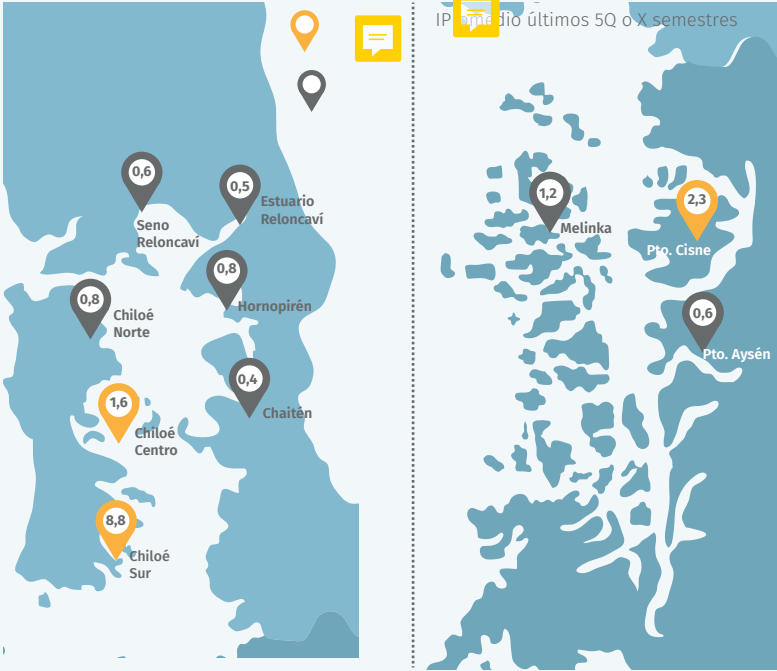 IP promedio últimos 5Q o X semestres
0,6
Seno
Reloncaví
0,5
Estuario
Reloncaví
0,8
Hornopirén
0,8
Chiloé
Norte
0,4
Chaitén
1,6
Chiloé
Centro
8,8
Chiloé
Sur
1,2
Melinka
2,3
Pto. Cisne
0,6
Pto. Aysén